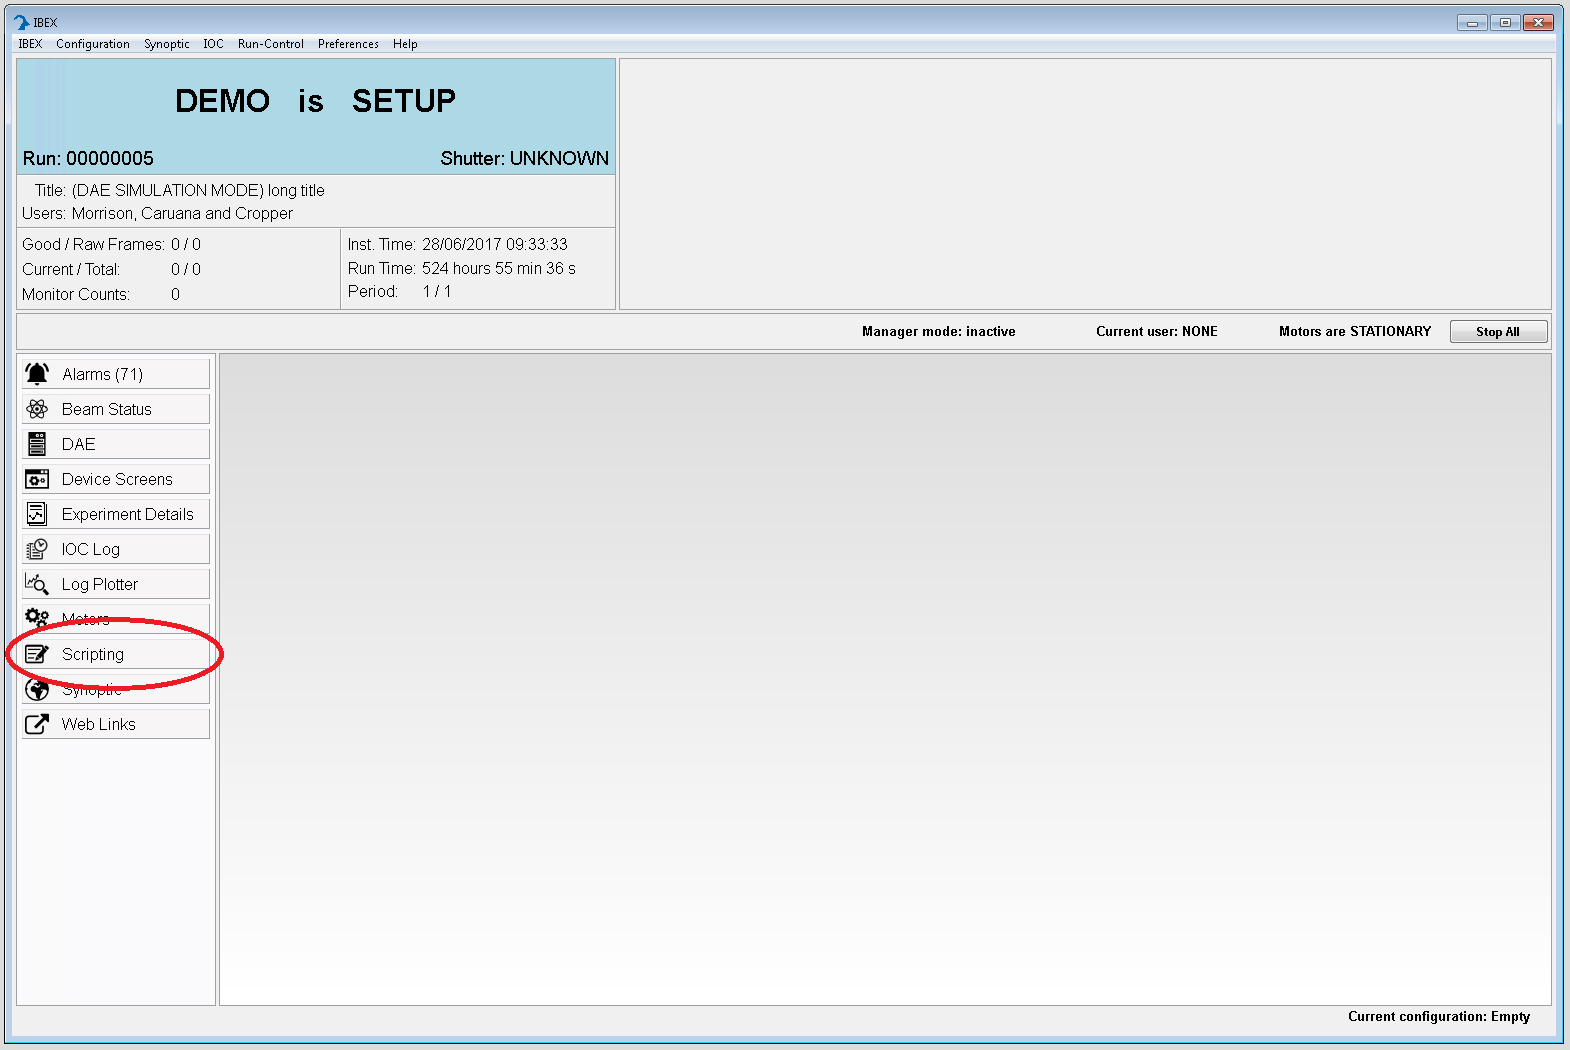 IBEX
IBEX Configuration Synoptic IOC Run-Control Preferences Help
DEMO is SETUP
Run: 00000005 Shutter: UNKNOWN
Title: (DAE SIMULATION MODE) long title
Users: Morrison, Caruana and Cropper
Good / Raw Frames: 0 / 0
Current / Total: 0 / 0
Monitor Counts: 0
Inst. Time: 28/06/2017 09:33:33
Run Time: 524 hours 55 min 36 s
Period: 1 / 1
Manager mode: inactive Current user: NONE Motors are STATIONARY Stop All
Alarms (71)
Beam Status
DAE
Device Screens
Experiment Details
IOC Log
Log Plotter
Motors
Scripting
Synoptic
Web Links
Current configuration: Empty